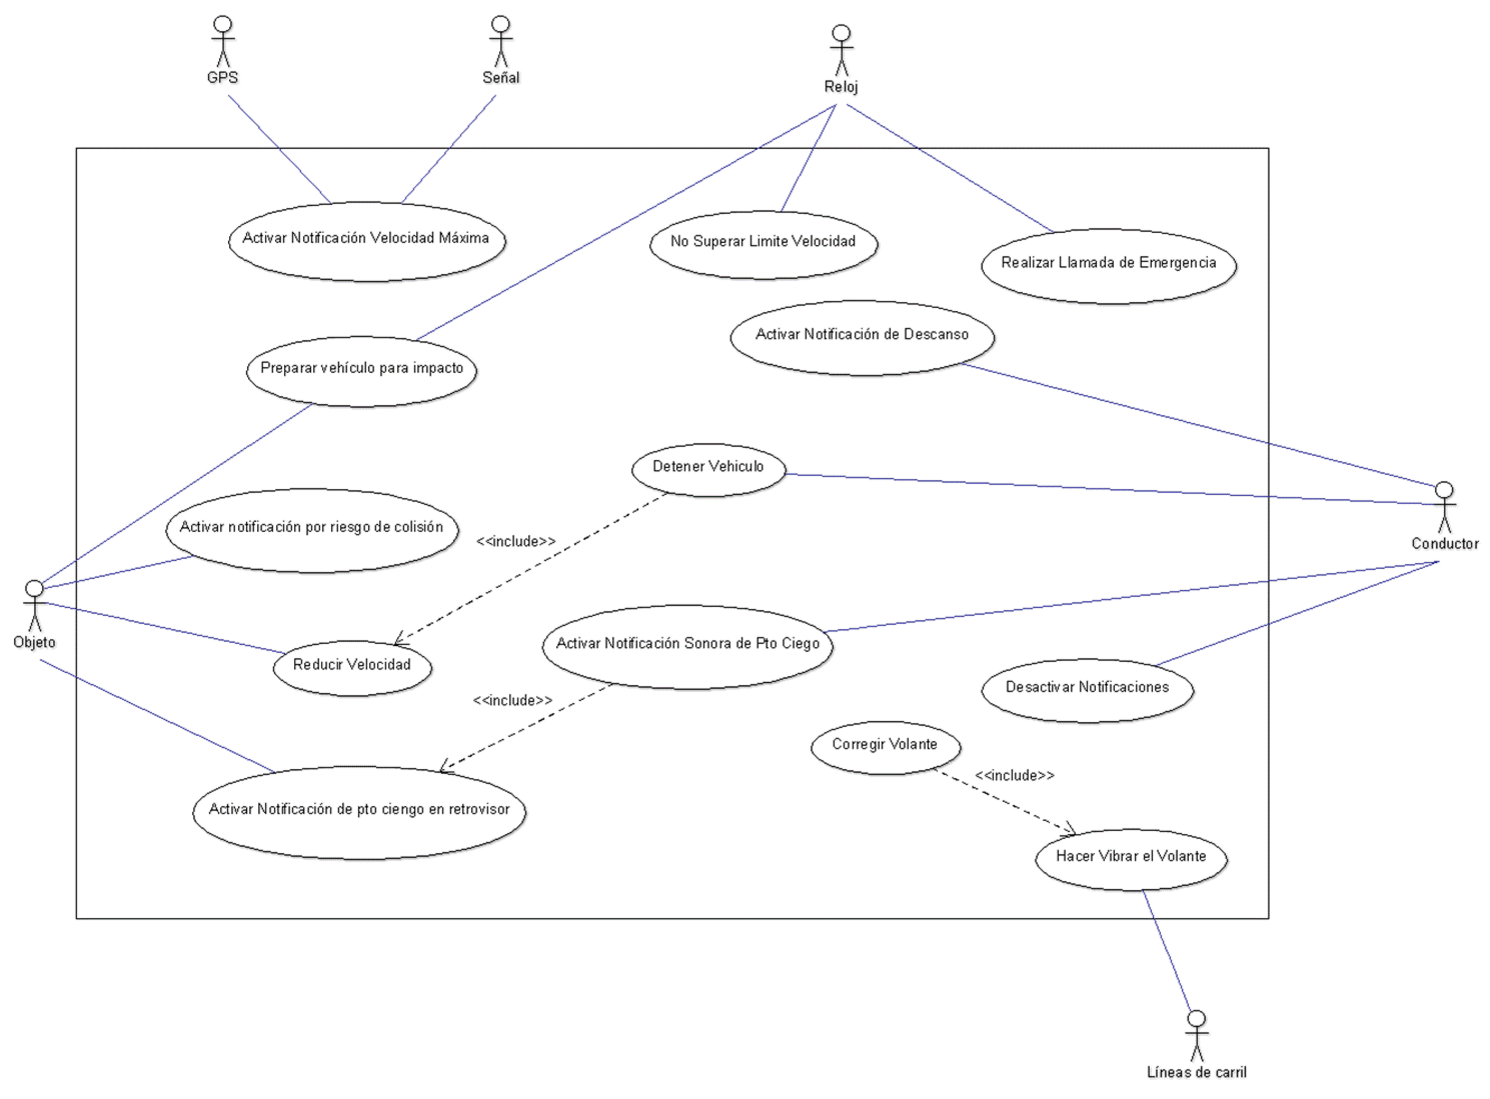 GPS
Señal
Reloj
Activar Notificación Velocidad Máxima
No Superar Limite Velocidad
Realizar Llamada de Emergencia
Activar Notificación de Descanso
Preparar vehículo para impacto
Detener Vehiculo
Activar notificación por riesgo de colisión
<<include>>
Conductor
Objeto
Activar Notificación Sonora de Pto Ciego
Reducir Velocidad
Desactivar Notificaciones
<<include>>
Corregir Volante
<<include>>
Activar Notificación de pto ciengo en retrovisor
Hacer Vibrar el Volante
Líneas de carril